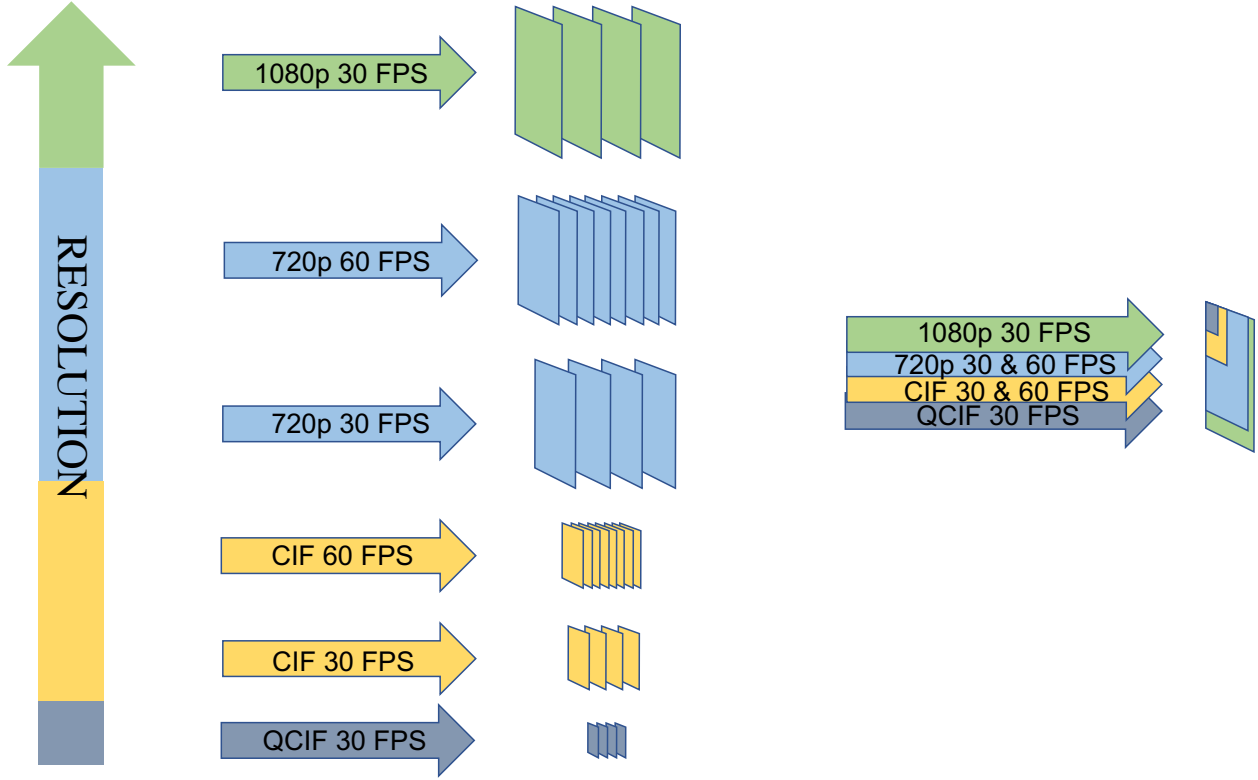 RESOLUTION
1080p 30 FPS
720p 60 FPS
720p 30 FPS
CIF 60 FPS
CIF 30 FPS
QCIF 30 FPS
1080p 30 FPS
720p 30 & 60 FPS
CIF 30 & 60 FPS
QCIF 30 FPS